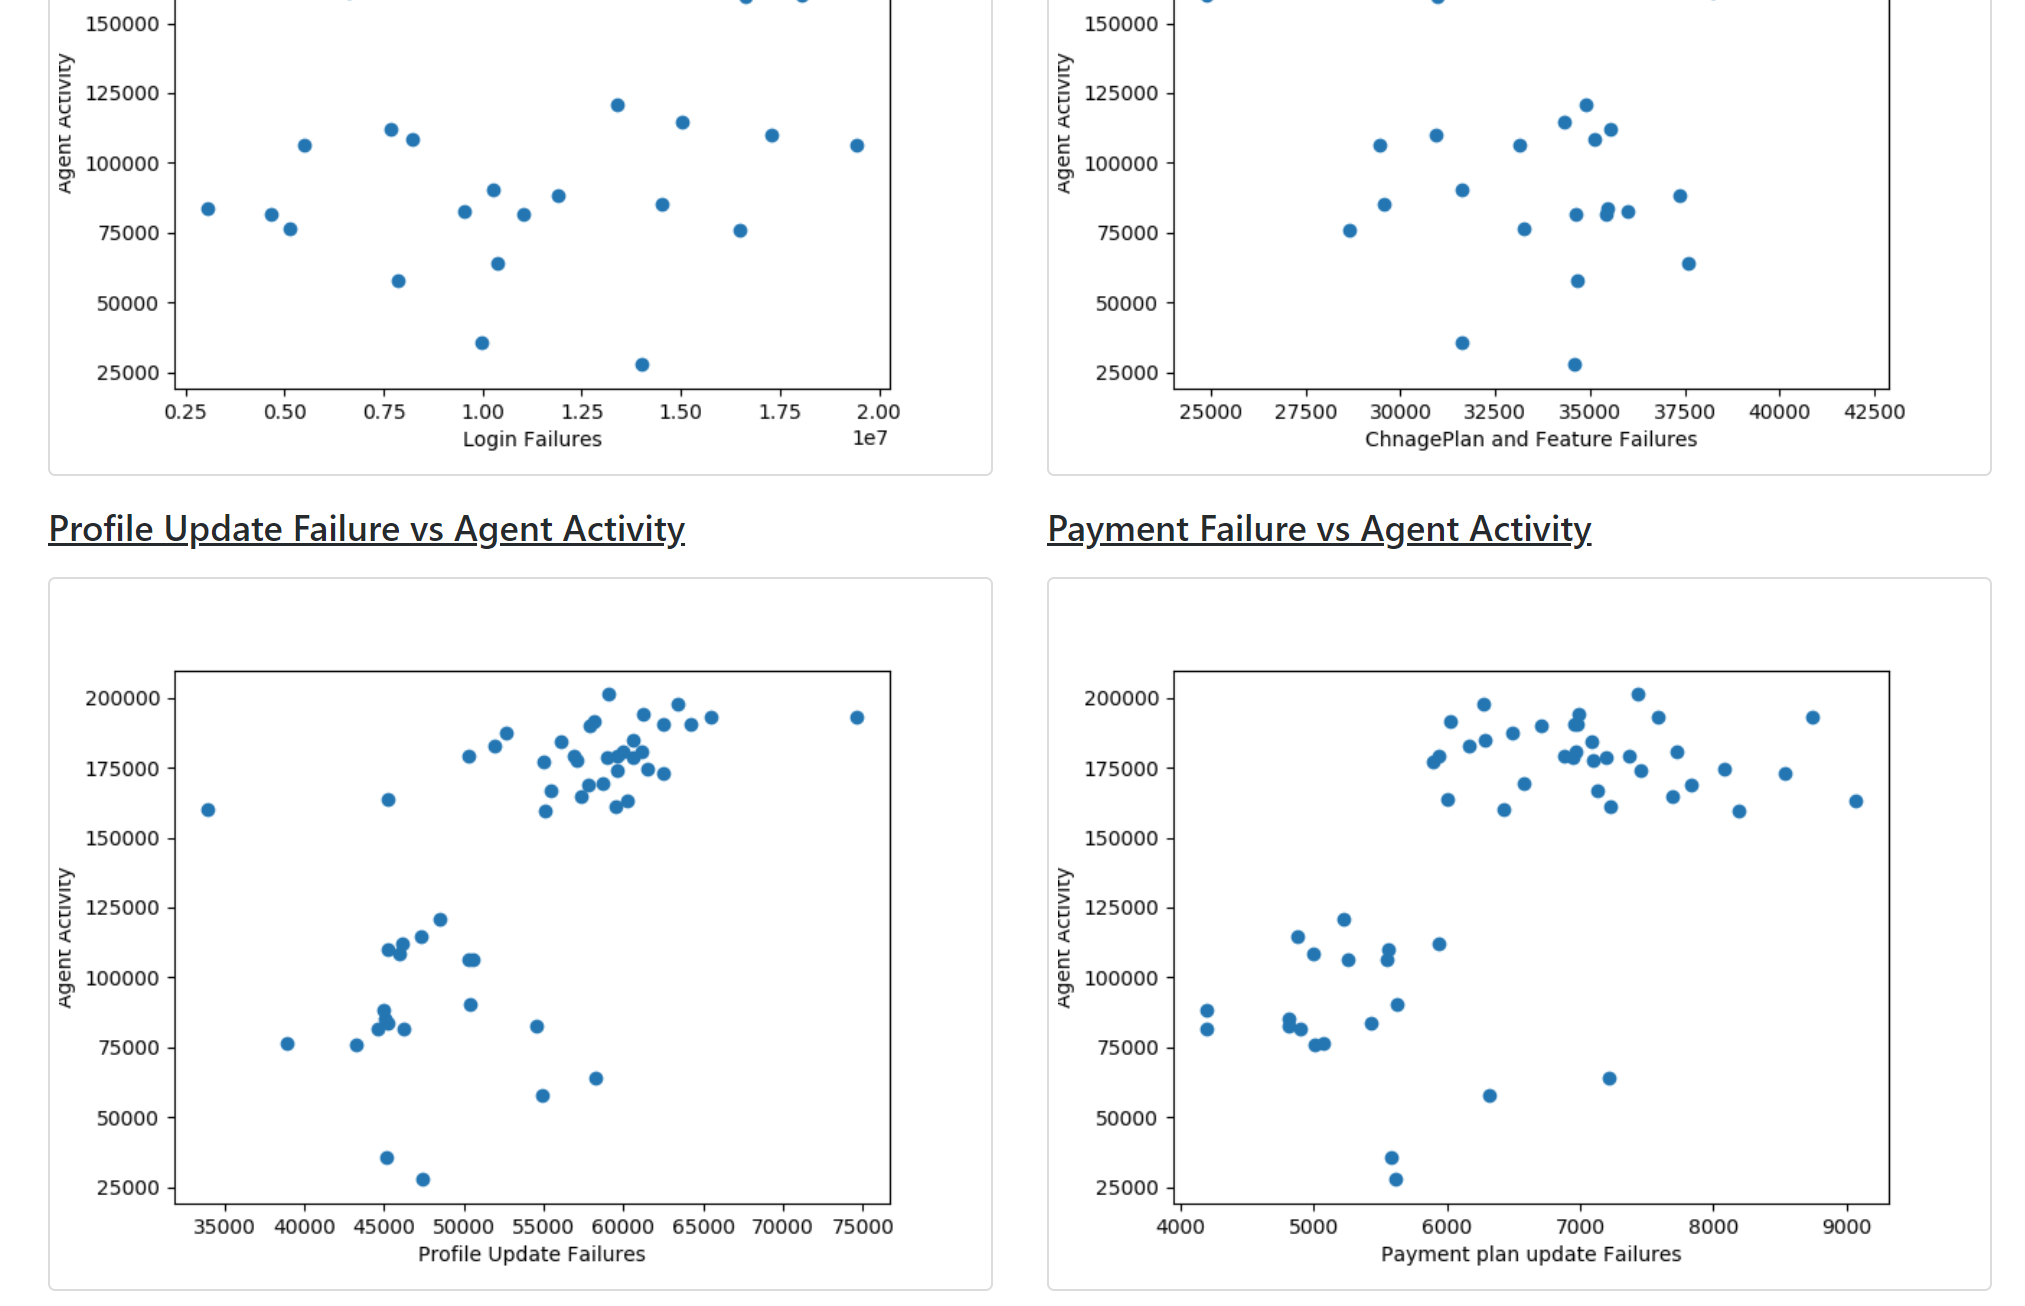 150000
125000
100000
75000
50000
25000
Agent Activity
0.25 0.50 0.75 1.00 1.25 1.50 1.75 2.00
Login Failures
1e7
150000
125000
100000
75000
50000
25000
Agent Activity
25000 27500 30000 32500 35000 37500 40000 42500
ChnagePlan and Feature Failures
Profile Update Failure vs Agent Activity
Payment Failure vs Agent Activity
200000
175000
150000
125000
100000
75000
50000
25000
Agent Activity
35000 40000 45000 50000 55000 60000 65000 70000 75000
Profile Update Failures
200000
175000
150000
125000
100000
75000
50000
25000
Agent Activity
4000 5000 6000 7000 8000 9000
Payment plan update Failures